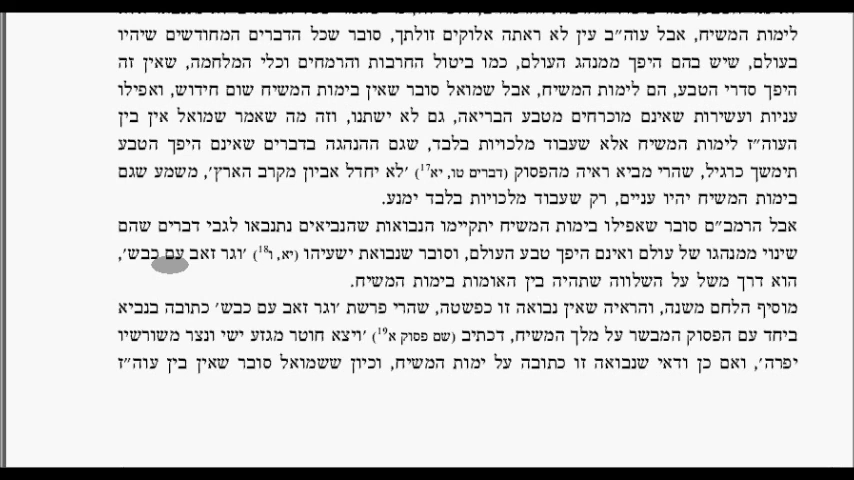 לימות המשיח, אבל עוה״ב עין לא ראתה אלוקים זולתך, סובר שכל הדברים המחודשים שיהיו
בעולם, שיש בהם היפך ממנהג העולם, כמו ביטול החרבות והרמחים וכלי המלחמה, שאין זה
היפך סדרי הטבע, הם לימות המשיח, אבל שמואל סובר שאין בימות המשיח שום חידוש, ואפילו
עניות ועשירות שאינם מוכרחים מטבע הבריאה, גם לא ישתנו, וזה מה שאמר שמואל אין בין
העוה״ז לימות המשיח אלא שעבוד מלכויות בלבד, שגם ההנהגה בדברים שאינם היפך הטבע
תימשך כרגיל, שהרי מביא ראיה מהפסוק (דברים טו, יא17) ׳לא יחדל אביון מקרב הארץ׳, משמע שגם
בימות המשיח יהיו עניים, רק שעבוד מלכויות בלבד ימנע.
אבל הרמב״ם סובר שאפילו בימות המשיח יתקיימו הנבואות שהנביאים נתנבאו לגבי דברים שהם
שינוי ממנהגו של עולם ואינם היפך טבע העולם, וסובר שנבואת ישעיהו (יא, ו18) ׳וגר זאב עם כבש׳,
הוא דרך משל על השלווה שתהיה בין האומות בימות המשיח.
מוסיף הלחם משנה, והראיה שאין נבואה זו כפשטה, שהרי פרשת ׳וגר זאב עם כבש׳ כתובה בנביא
ביחד עם הפסוק המבשר על מלך המשיח, דכתיב (שם פסוק א19) ׳ויצא חוטר מגזע ישי ונצר משורשיו
יפרה׳, ואם כן ודאי שנבואה זו כתובה על ימות המשיח, וכיון ששמואל סובר שאין בין עוה״ז